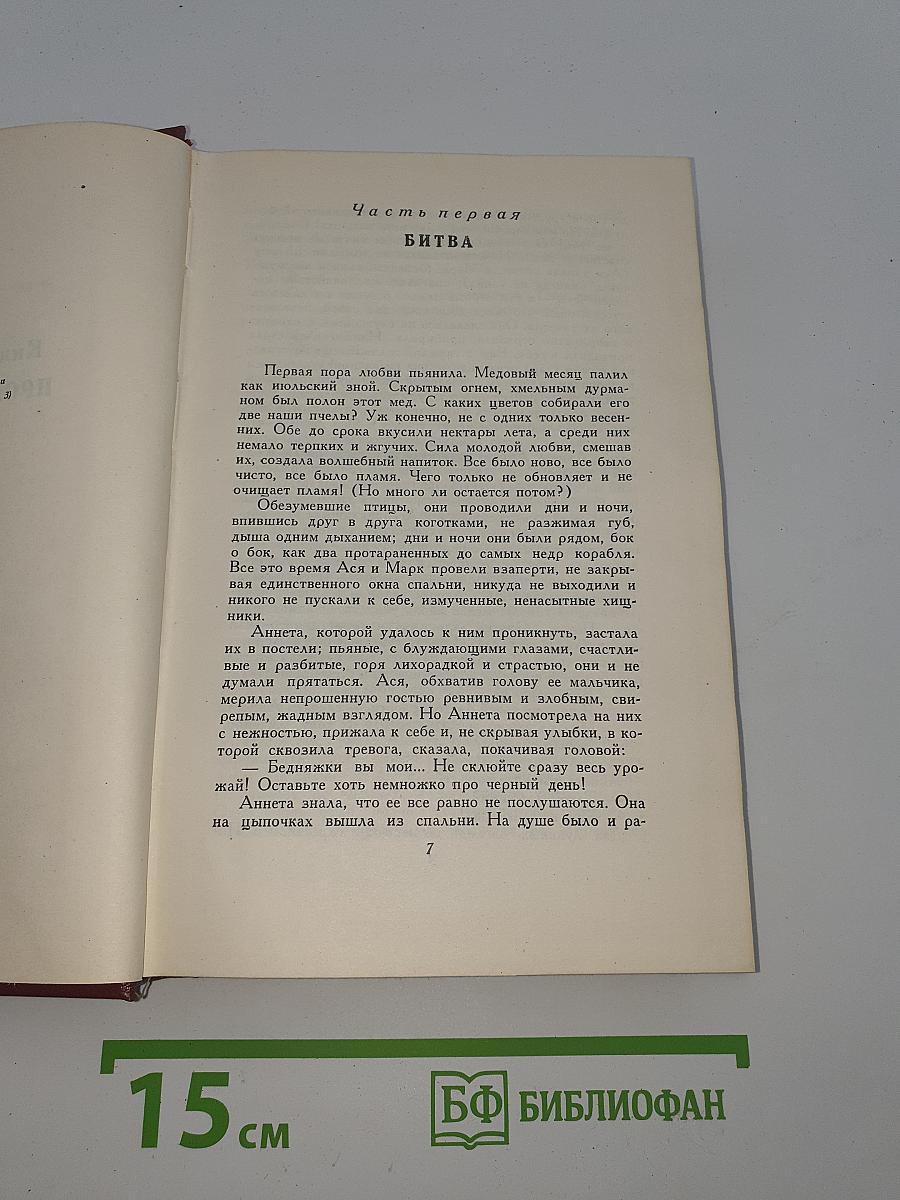 и
3)
Часть первая
БИТВА
Первая пора любви пьянила. Медовый месяц палил
как июльский зной. Скрытым огнем, хмельным дурма-
ном был полон этот мед. С каких цветов собирали его
две наши пчелы? Уж конечно, не с одних только весен-
них. Обе до срока вкусили нектары лета, а среди них
немало терпких и жгучих. Сила молодой любви, смешав
их, создала волшебный напиток. Все было ново, все было
чисто, все было пламя. Чего только не обновляет и не
очищает пламя! (Но много ли остается потом?)
Обезумевшие птицы, они проводили дни и ночи,
впившись друг в друга коготками, не разжимая губ,
дыша одним дыханием; дни и ночи они были рядом, бок
о бок, как два протараненных до самых недр корабля.
Все это время Ася и Марк провели взаперти, не закры-
вая единственного окна спальни, никуда не выходили и
никого не пускали к себе, измученные, ненасытные хищ-
ники.
Аннета, которой удалось к ним проникнуть, застала
их в постели; пьяные, с блуждающими глазами, счастли-
вые и разбитые, горя лихорадкой и страстью, они и не
думали прятаться. Ася, обхватив голову ее мальчика,
мерила непрошенную гостью ревнивым и злобным, сви-
репым, жадным взглядом. Но Аннета посмотрела на них
с нежностью, прижала к себе и, не скрывая улыбки, в ко-
торой сквозила тревога, сказала, покачивая головой:
— Бедняжки вы мои... Не склюйте сразу весь уро-
жай! Оставьте хоть немножко про черный день!
Аннета знала, что ее все равно не послушаются. Она
на цыпочках вышла из спальни. На душе было и ра-
7
15 см
БФ БИБЛИОФАН